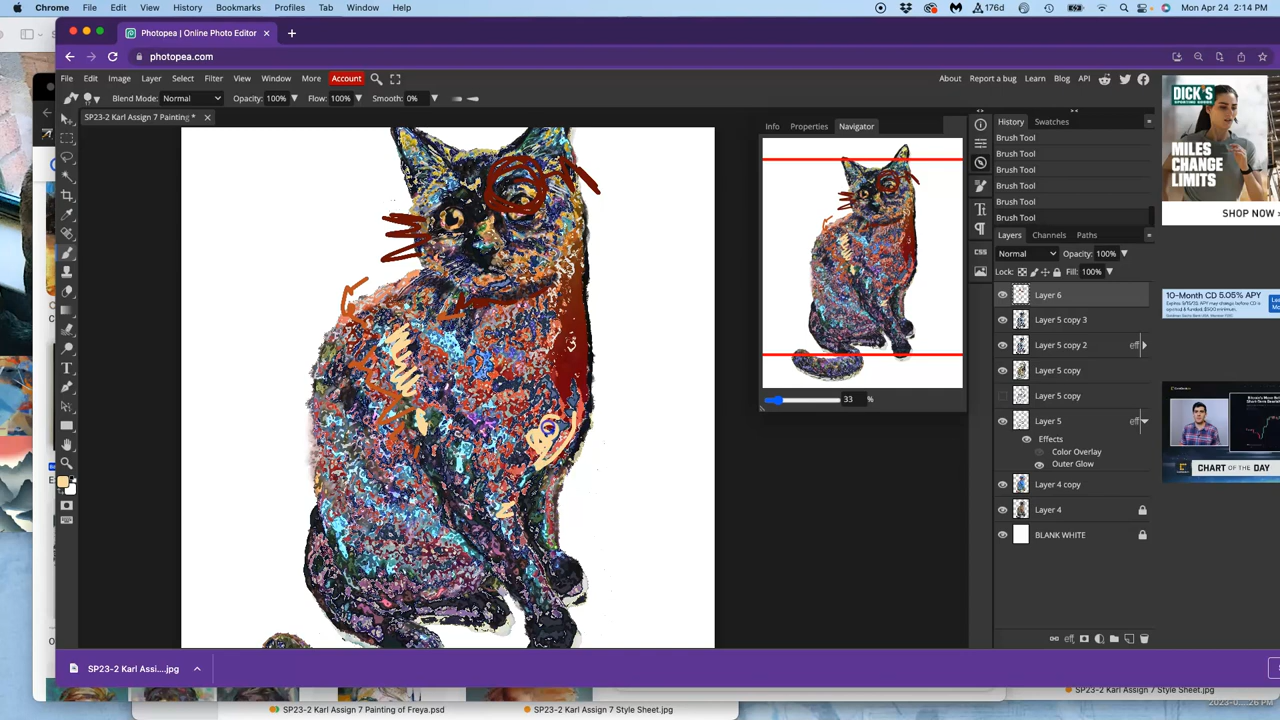 Chrome File Edit View History Bookmarks Profiles Tab Window Help 176d Mon Apr 24 2:14 PM
Photopea | Online Photo Editor
photopea.com
File Edit Image Layer Select Filter View Window More Account About Report a bug Learn Blog API
Blend Mode: Normal Opacity: 100% Flow: 100% Smooth: 0%
SP23-2 Karl Assign 7 Painting *
Info Properties Navigator
33 %
History Swatches
Brush Tool
Brush Tool
Brush Tool
Brush Tool
Brush Tool
Brush Tool
Layers Channels Paths
Normal Opacity: 100%
Lock: Fill: 100%
Layer 6
Layer 5 copy 3
Layer 5 copy 2 eff
Layer 5 copy
Layer 5 copy
Layer 5 eff
Effects
Color Overlay
Outer Glow
Layer 4 copy
Layer 4
BLANK WHITE
CSS
eff
DICK'S
SPORTING GOODS
MILES
CHANGE
LIMITS
SHOP NOW
10-Month CD 5.05% APY
CHART OF THE DAY
SP23-2 Karl Assi....jpg
SP23-2 Karl Assign 7 Painting of Freya.psd
SP23-2 Karl Assign 7 Style Sheet.jpg
SP23-2 Karl Assign 7 Style Sheet.jpg